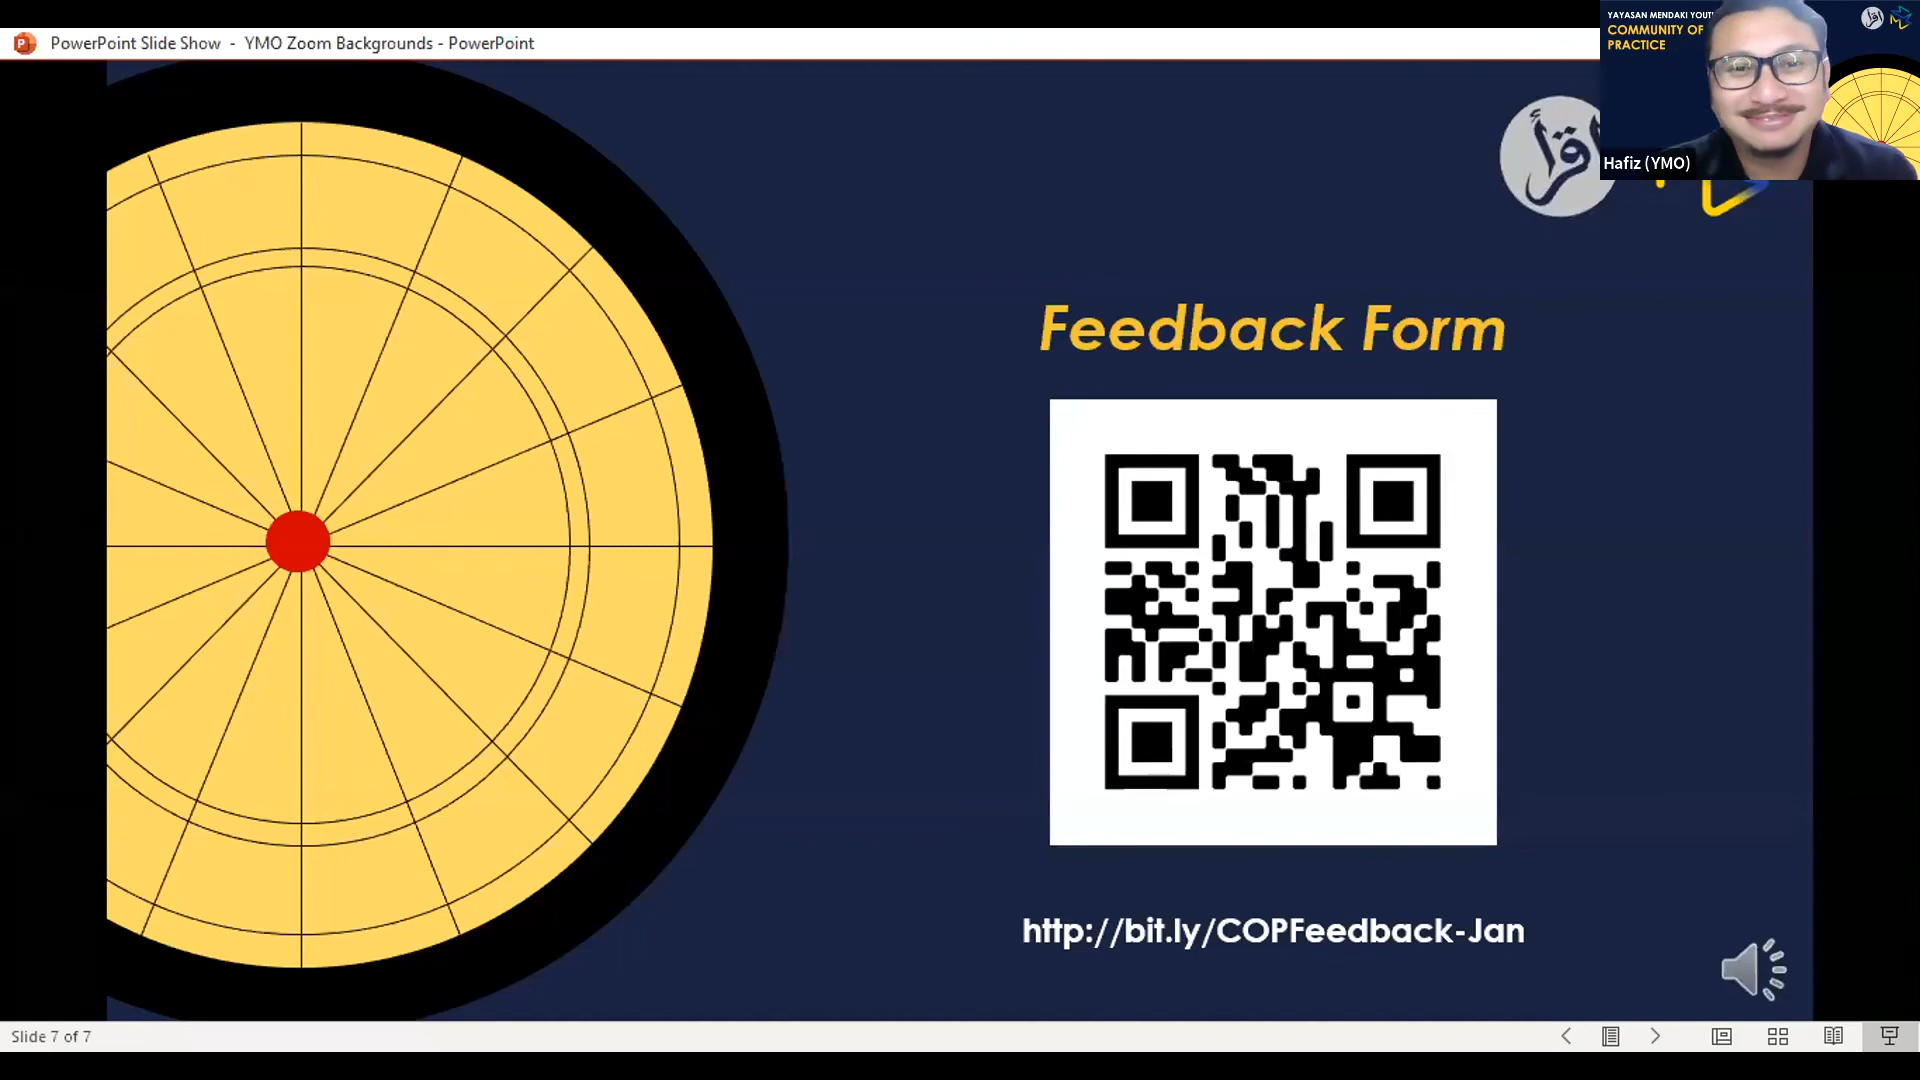 PowerPoint Slide Show - YMO Zoom Backgrounds - PowerPoint
YAYASAN MENDAKI
COMMUNITY OF
PRACTICE
Hafiz (YMO)
اقرأ
Feedback Form
http://bit.ly/COPFeedback-Jan
Slide 7 of 7